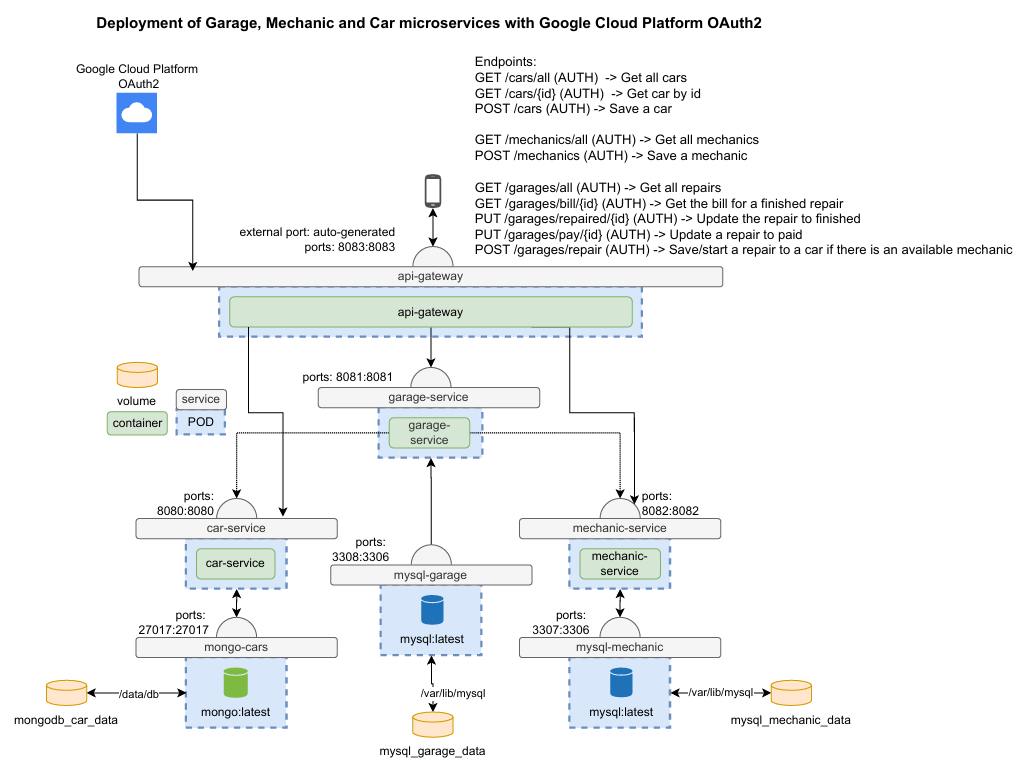 Deployment of Garage, Mechanic and Car microservices with Google Cloud Platform OAuth2
Google Cloud Platform
OAuth2
Endpoints:
GET /cars/all (AUTH) -> Get all cars
GET /cars/{id} (AUTH) -> Get car by id
POST /cars (AUTH) -> Save a car
GET /mechanics/all (AUTH) -> Get all mechanics
POST /mechanics (AUTH) -> Save a mechanic
GET /garages/all (AUTH) -> Get all repairs
GET /garages/bill/{id} (AUTH) -> Get the bill for a finished repair
PUT /garages/repaired/{id} (AUTH) -> Update the repair to finished
PUT /garages/pay/{id} (AUTH) -> Update a repair to paid
POST /garages/repair (AUTH) -> Save/start a repair to a car if there is an available mechanic
external port: auto-generated
ports: 8083:8083
api-gateway
api-gateway
volume
container
service
POD
ports: 8081:8081
garage-service
garage-
service
ports:
8080:8080
car-service
car-service
ports:
3308:3306
mysql-garage
mysql:latest
ports:
8082:8082
mechanic-service
mechanic-
service
ports:
27017:27017
mongo-cars
mongo:latest
ports:
3307:3306
mysql-mechanic
mysql:latest
/data/db
mongodb_car_data
/var/lib/mysql
mysql_garage_data
/var/lib/mysql
mysql_mechanic_data